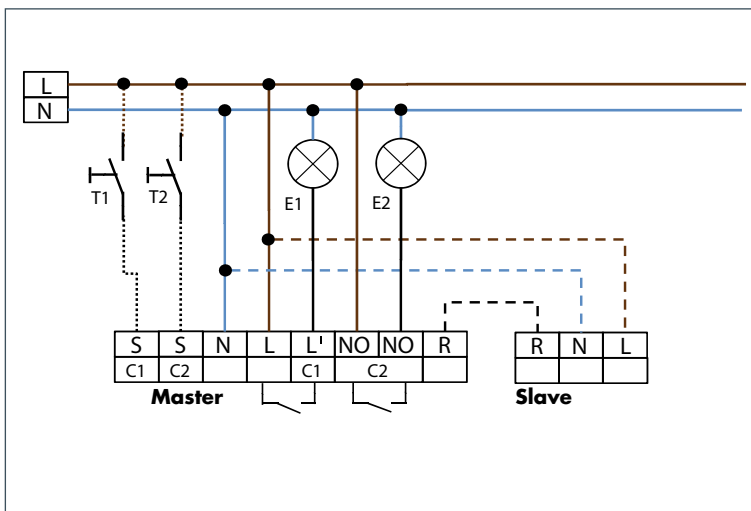 L
N
T1 T2 E1 E2
S S N L L' NO NO R R N L
C1 C2 C1 C2
Master Slave